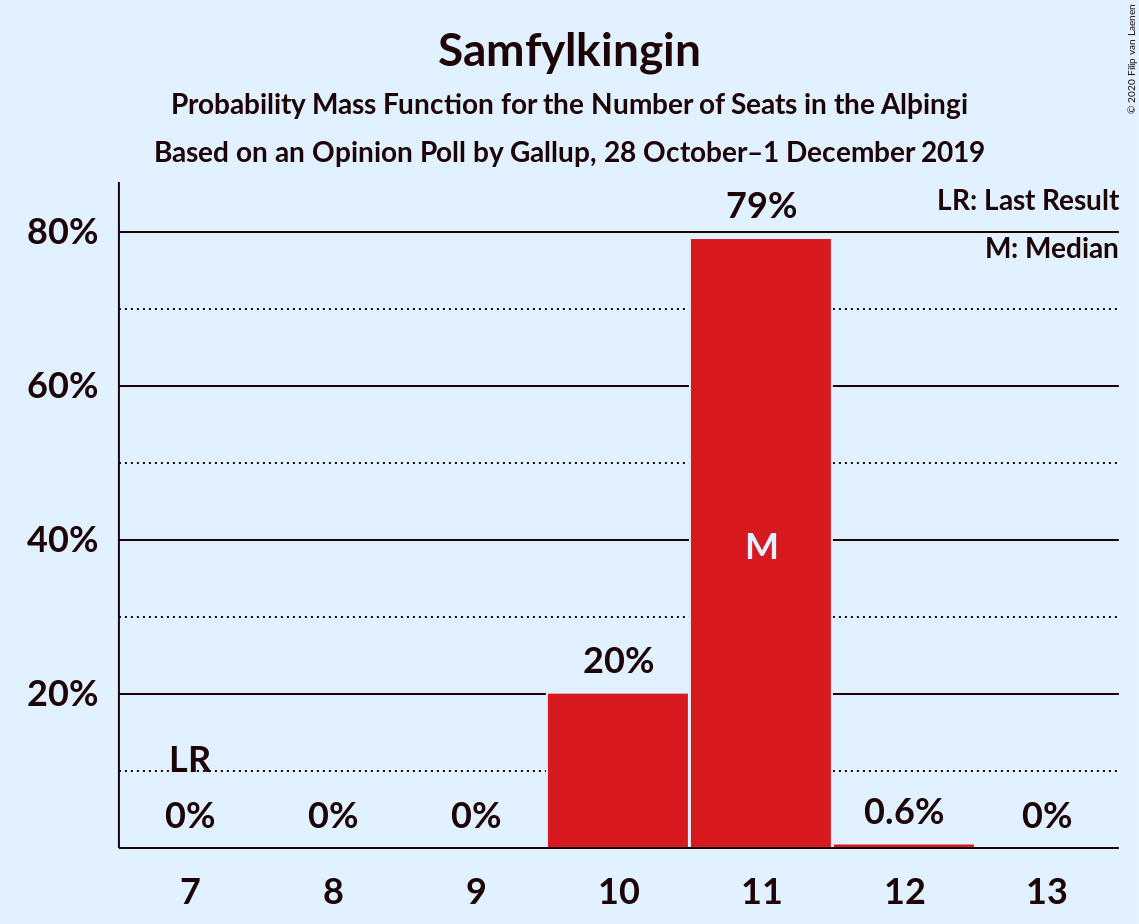 Samfylkingin
Probability Mass Function for the Number of Seats in the Alþingi
Based on an Opinion Poll by Gallup, 28 October–1 December 2019
© 2020 Filip van Laenen
LR: Last Result
M: Median
80%
60%
40%
20%
LR
0%
0%
0%
20%
79%
M
0.6%
0%
7
8
9
10
11
12
13